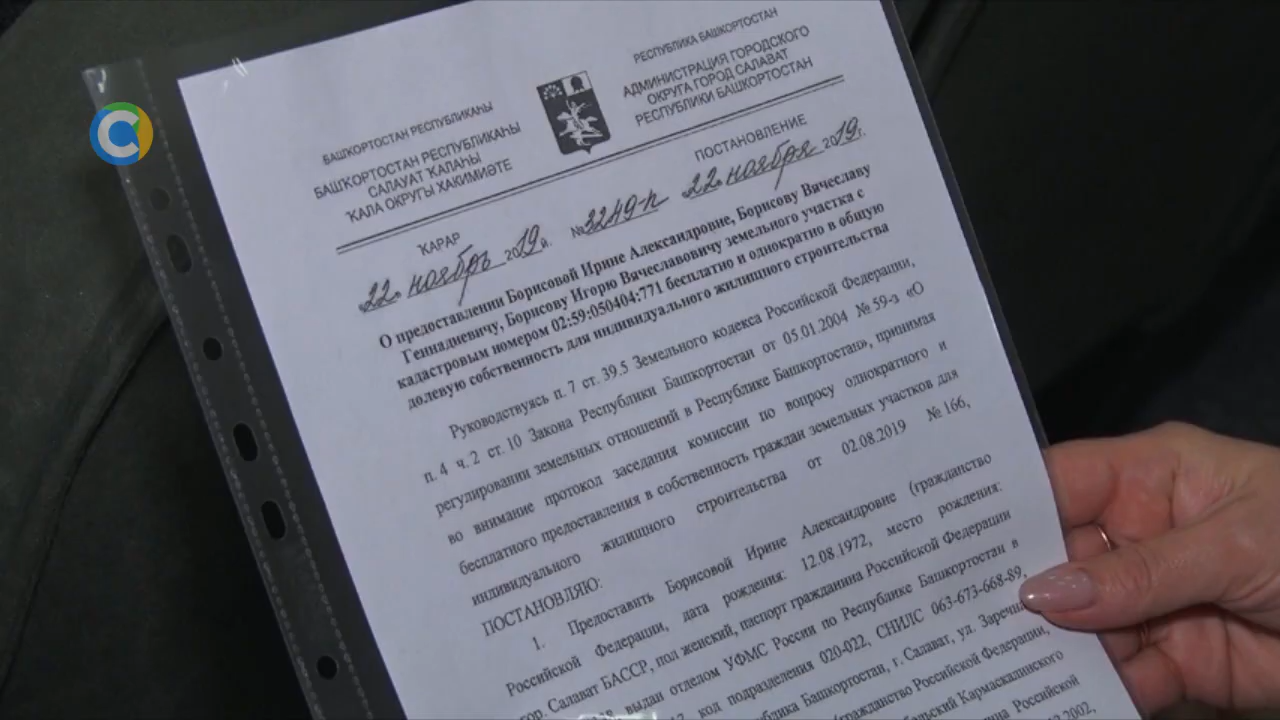 БАШҠОРТОСТАН РЕСПУБЛИКАҺЫ
БАШҠОРТОСТАН РЕСПУБЛИКАҺЫ
САЛАУАТ ҠАЛАҺЫ
ҠАЛА ОКРУГЫ ХАКИМИӘТЕ
РЕСПУБЛИКА БАШКОРТОСТАН
АДМИНИСТРАЦИЯ ГОРОДСКОГО
ОКРУГА ГОРОД САЛАВАТ
РЕСПУБЛИКИ БАШКОРТОСТАН
ҠАРАР
ПОСТАНОВЛЕНИЕ
22 ноябрь 2019 й. № 3249-п 22 ноября 2019 г.
О предоставлении Борисовой Ирине Александровне, Борисову Вячеславу
Геннадиевичу, Борисову Игорю Вячеславовичу земельного участка с
кадастровым номером 02:59:050404:771 бесплатно и однократно в общую
долевую собственность для индивидуального жилищного строительства
Руководствуясь п. 7 ст. 39.5 Земельного кодекса Российской Федерации,
п. 4 ч. 2 ст. 10 Закона Республики Башкортостан от 05.01.2004 № 59-з «О
регулировании земельных отношений в Республике Башкортостан», принимая
во внимание протокол заседания комиссии по вопросу однократного и
бесплатного предоставления в собственность граждан земельных участков для
индивидуального жилищного строительства от 02.08.2019 № 166,
ПОСТАНОВЛЯЮ:
1. Предоставить Борисовой Ирине Александровне (гражданство
Российской Федерации, дата рождения: 12.08.1972, место рождения:
гор. Салават БАССР, пол женский, паспорт гражданина Российской Федерации
выдан отделом УФМС России по Республике Башкортостан в
код подразделения 020-022, СНИЛС 063-673-668-89,
Башкортостан, г. Салават, ул.
(гражданство Российской Федерации,
Кармаскалинского
Российской
2002,